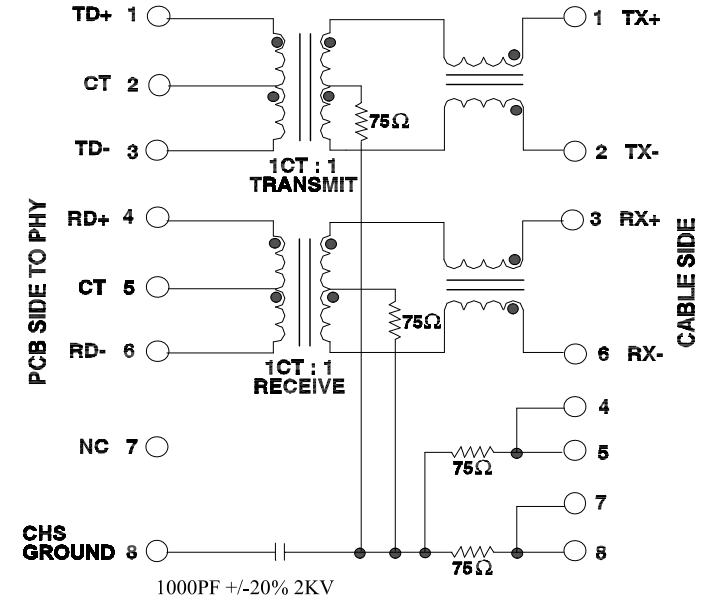 TD+ 1
1 TX+
CT 2
75Ω
TD- 3
2 TX-
1CT : 1
TRANSMIT
RD+ 4
3 RX+
PCB SIDE TO PHY
CABLE SIDE
CT 5
75Ω
RD- 6
6 RX-
1CT : 1
RECEIVE
4
NC 7
5
75Ω
7
CHS
GROUND 8
8
75Ω
1000PF +/-20% 2KV